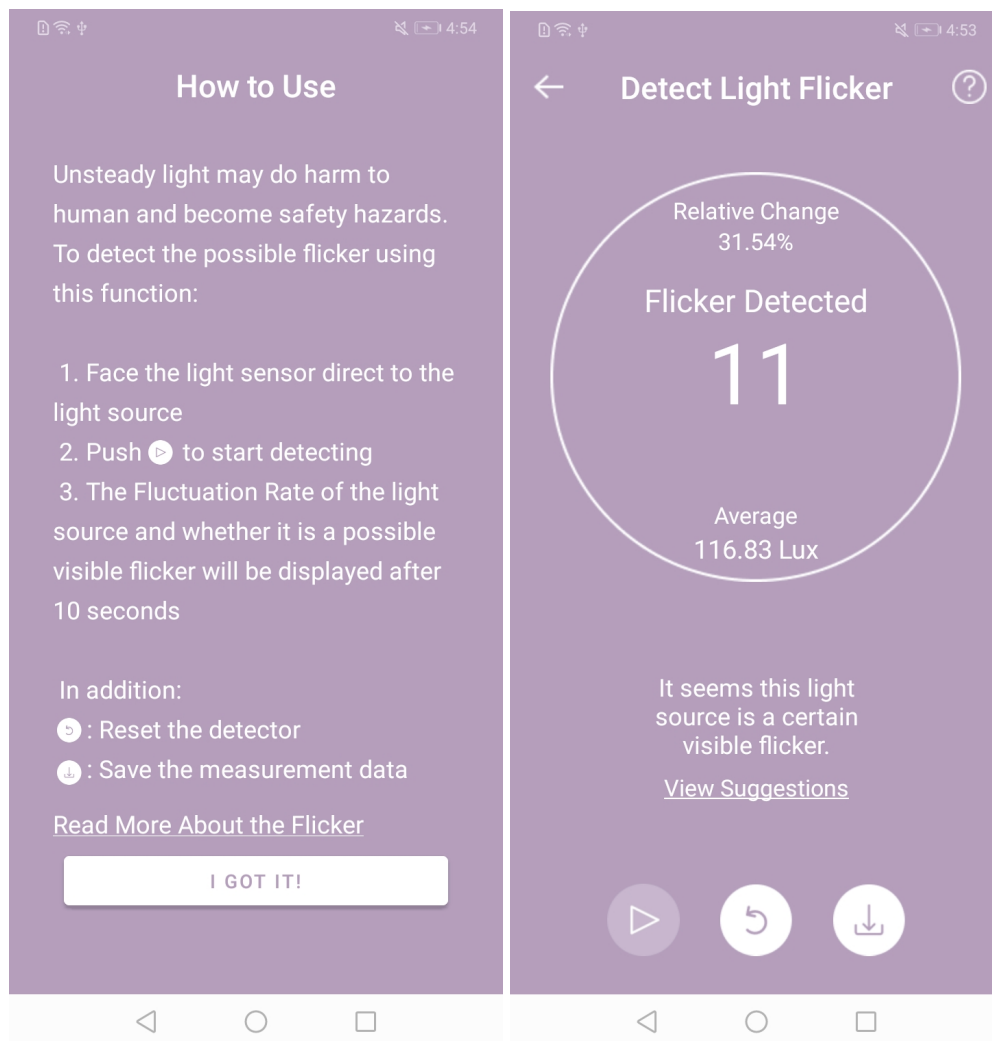 4:54
How to Use
Unsteady light may do harm to
human and become safety hazards.
To detect the possible flicker using
this function:
1. Face the light sensor direct to the
light source
2. Push to start detecting
3. The Fluctuation Rate of the light
source and whether it is a possible
visible flicker will be displayed after
10 seconds
In addition:
: Reset the detector
: Save the measurement data
Read More About the Flicker
I GOT IT!
4:53
Detect Light Flicker
?
Relative Change
31.54%
Flicker Detected
11
Average
116.83 Lux
It seems this light
source is a certain
visible flicker.
View Suggestions